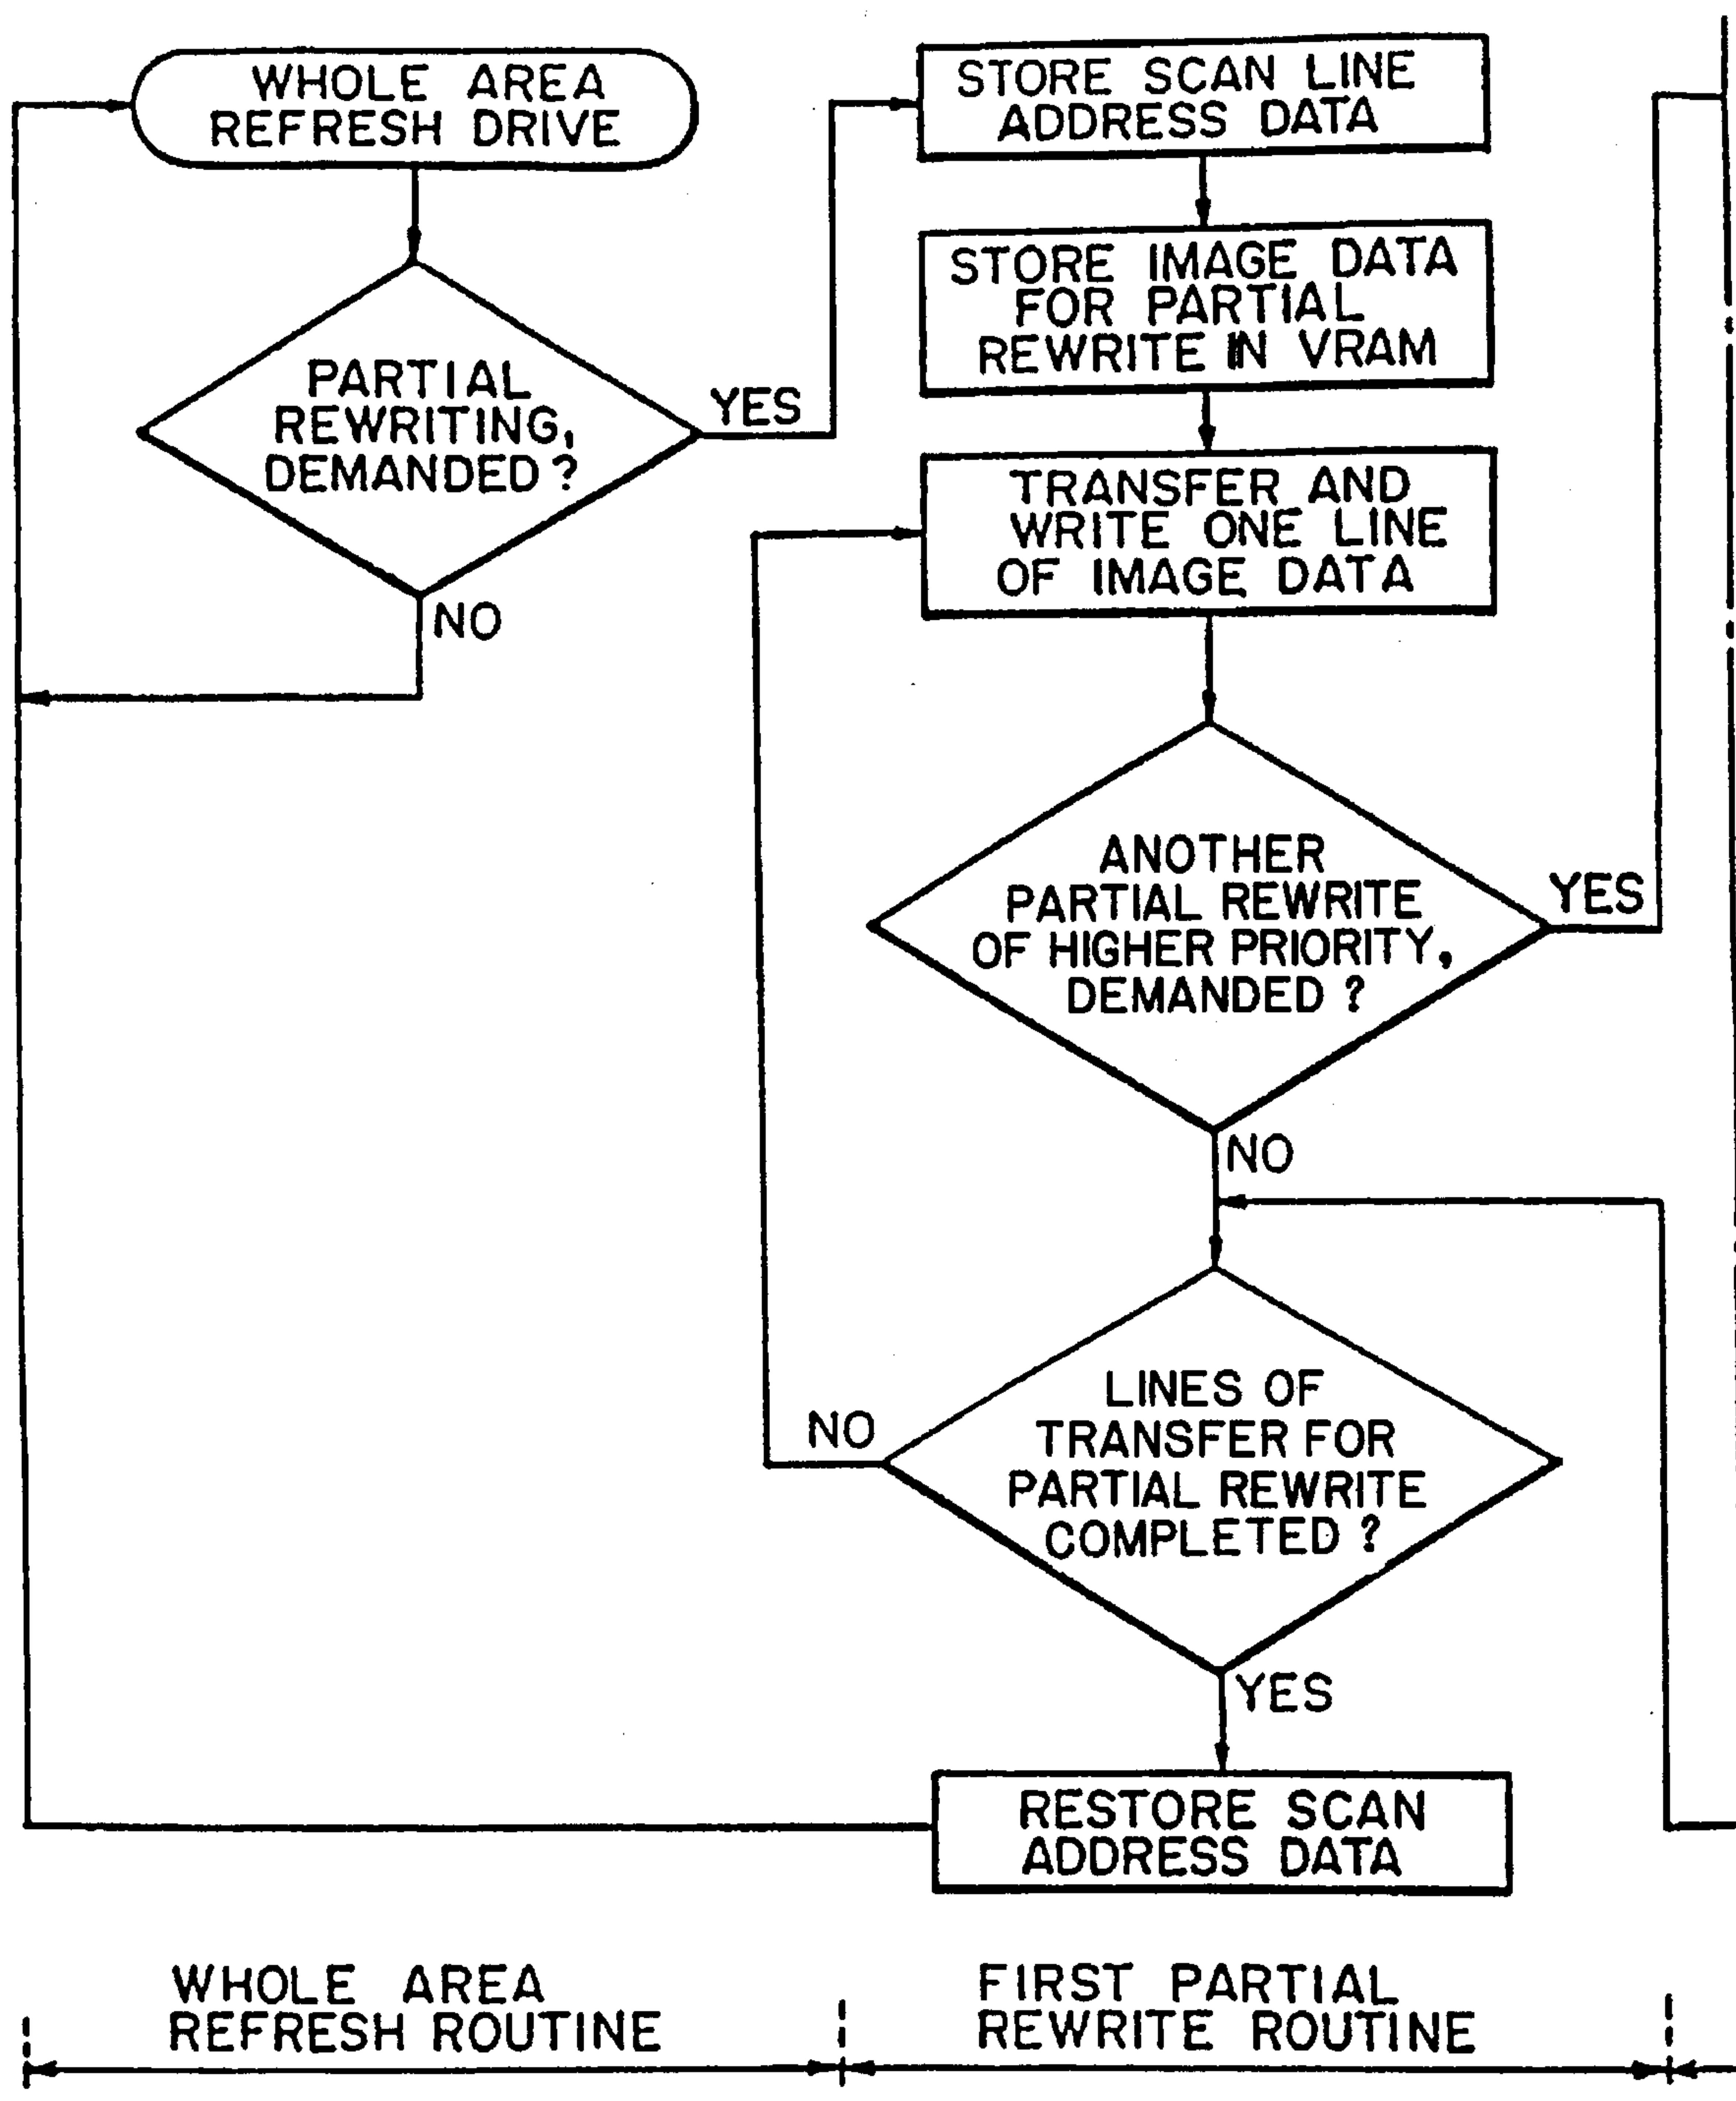 WHOLE AREA
REFRESH DRIVE
PARTIAL
REWRITING,
DEMANDED ?
YES
NO
STORE SCAN LINE
ADDRESS DATA
STORE IMAGE DATA
FOR PARTIAL
REWRITE IN VRAM
TRANSFER AND
WRITE ONE LINE
OF IMAGE DATA
ANOTHER
PARTIAL REWRITE
OF HIGHER PRIORITY,
DEMANDED ?
YES
NO
LINES OF
TRANSFER FOR
PARTIAL REWRITE
COMPLETED ?
NO
YES
RESTORE SCAN
ADDRESS DATA
WHOLE AREA
REFRESH ROUTINE
FIRST PARTIAL
REWRITE ROUTINE